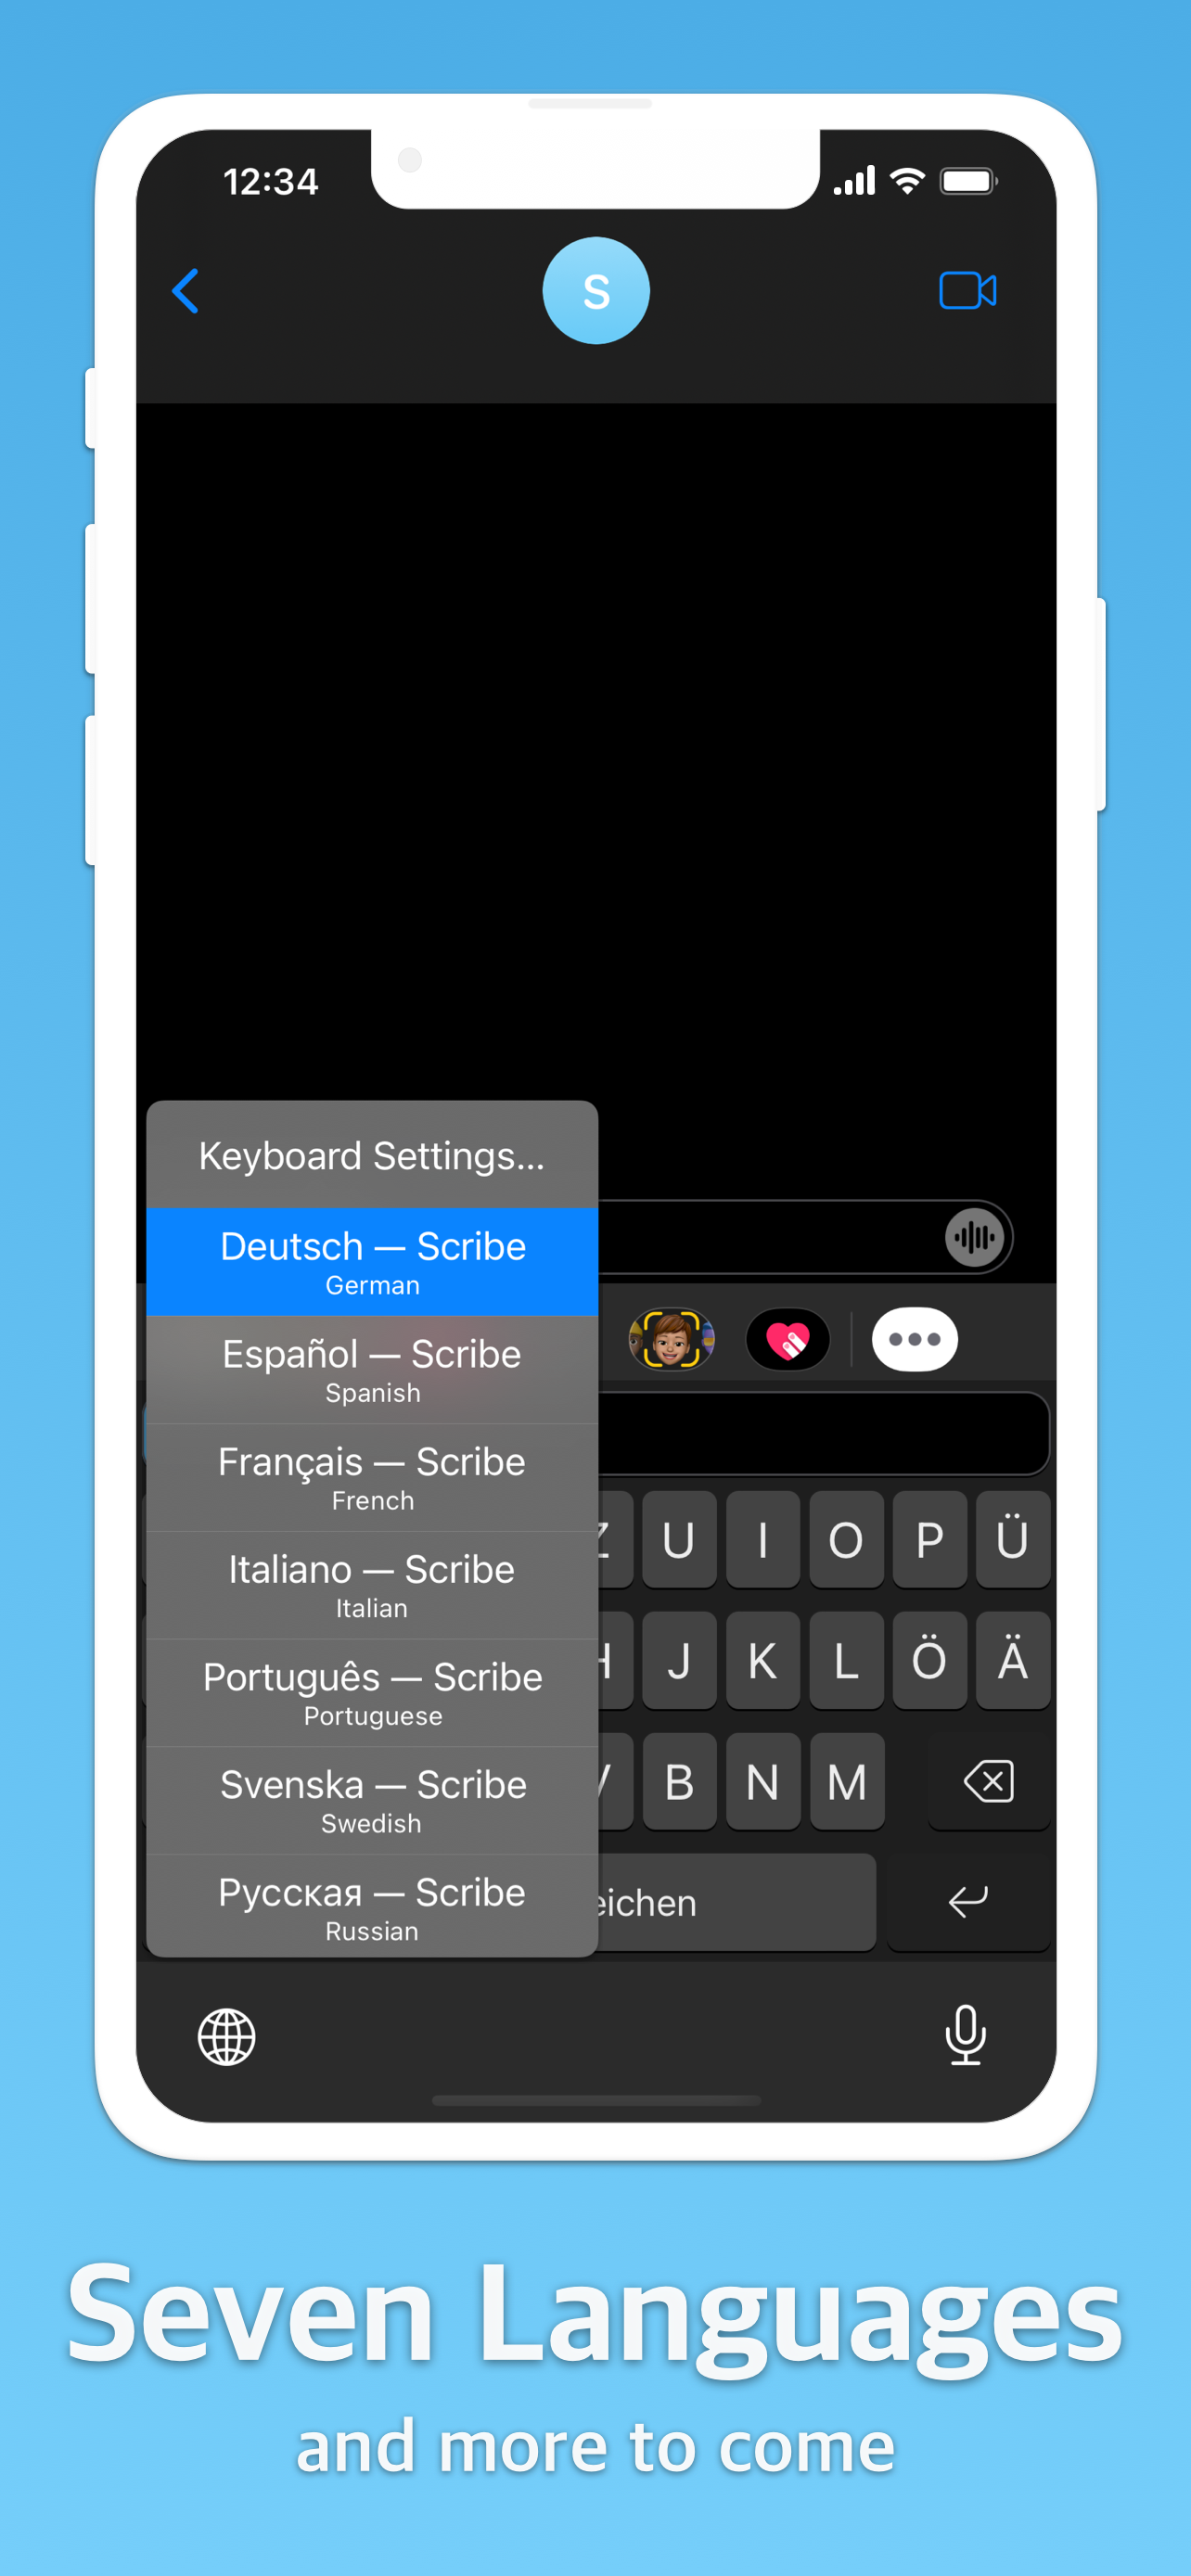 12:34
S
Keyboard Settings...
Deutsch — Scribe
German
Español — Scribe
Spanish
Français — Scribe
French
Italiano — Scribe
Italian
Português — Scribe
Portuguese
Svenska — Scribe
Swedish
Русская — Scribe
Russian
U I O P Ü
J K L Ö Ä
B N M
eichen
Seven Languages
and more to come